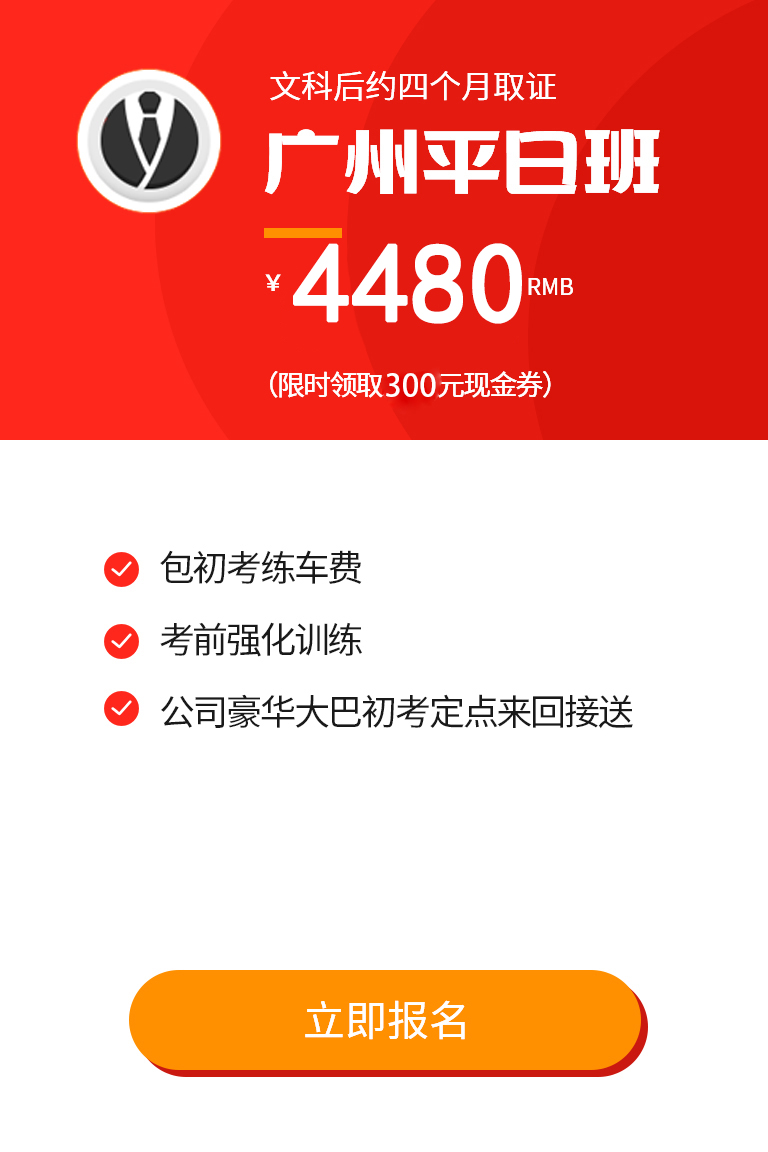 文科后约四个月取证
广州平日班
¥ 4480 RMB
（限时领取300元现金券）
包初考练车费
考前强化训练
公司豪华大巴初考定点来回接送
立即报名